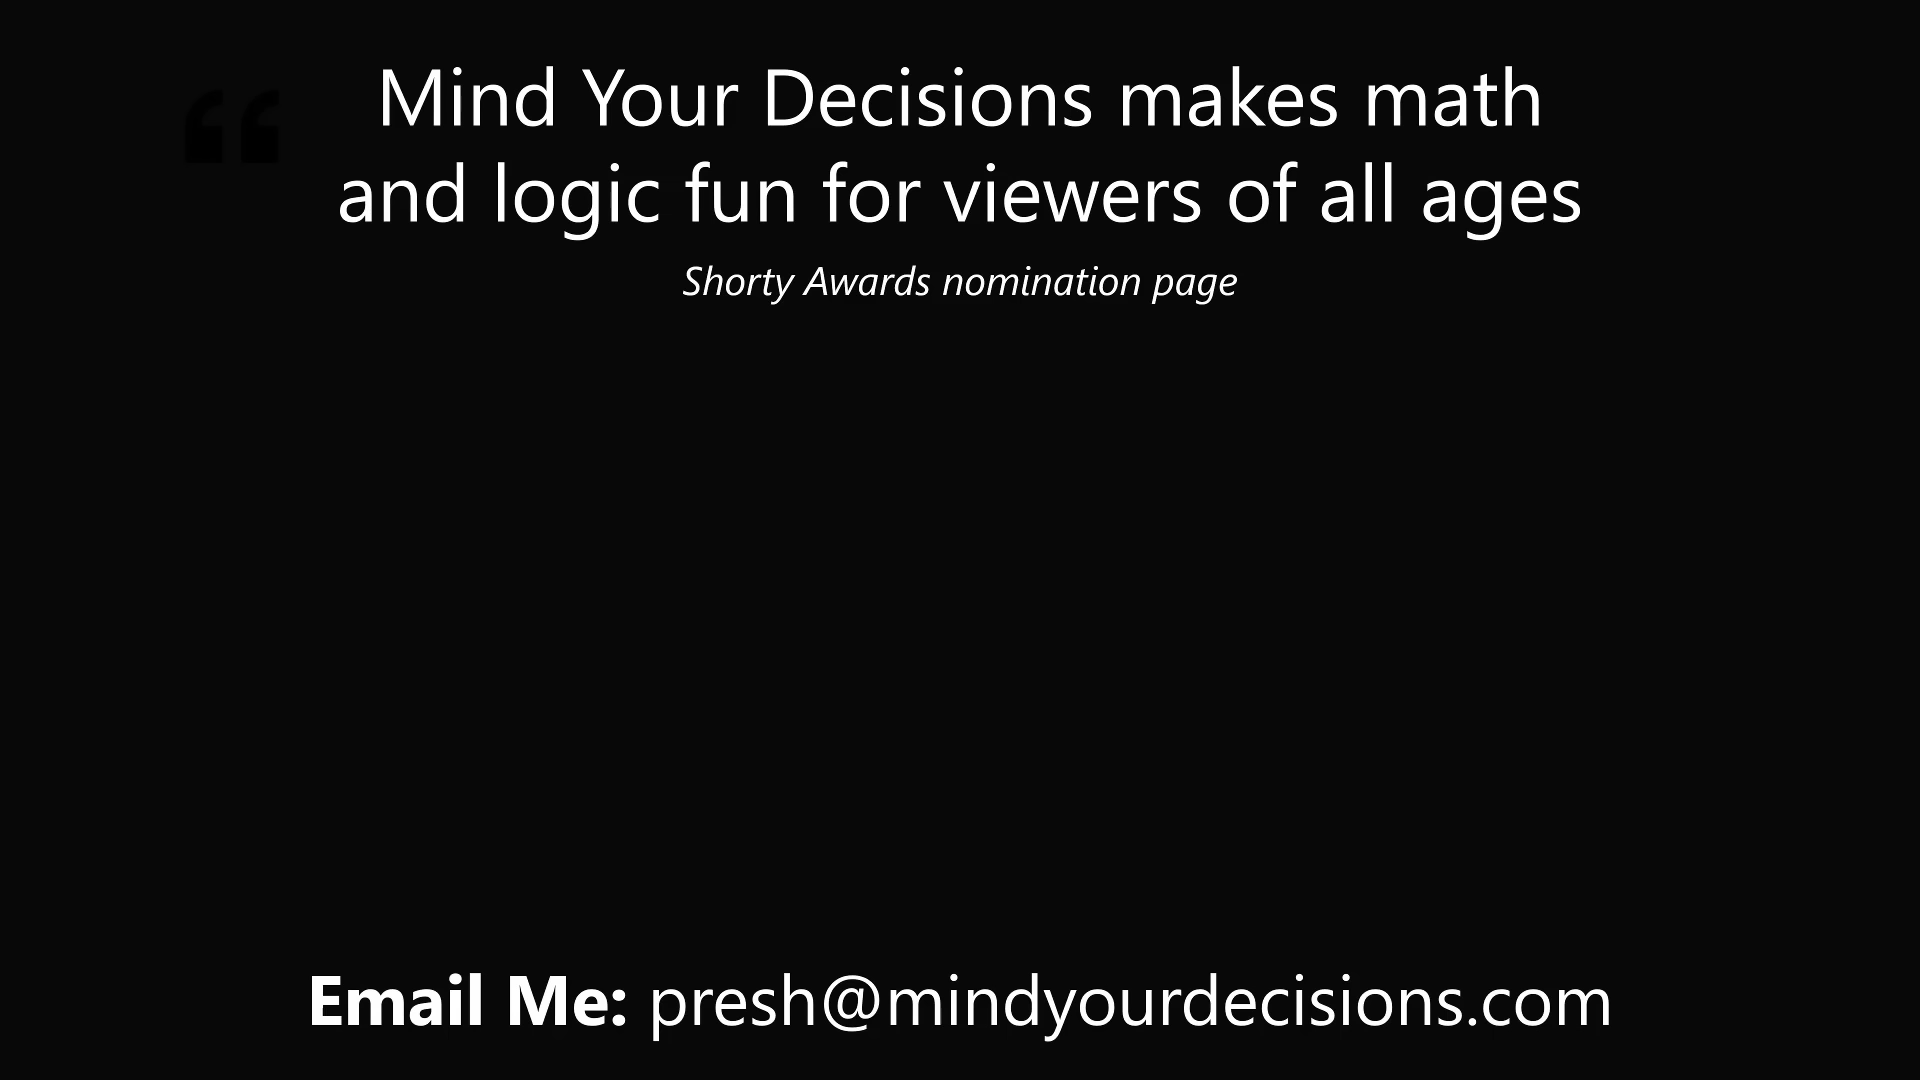 “
Mind Your Decisions makes math
and logic fun for viewers of all ages
Shorty Awards nomination page
Email Me: presh@mindyourdecisions.com